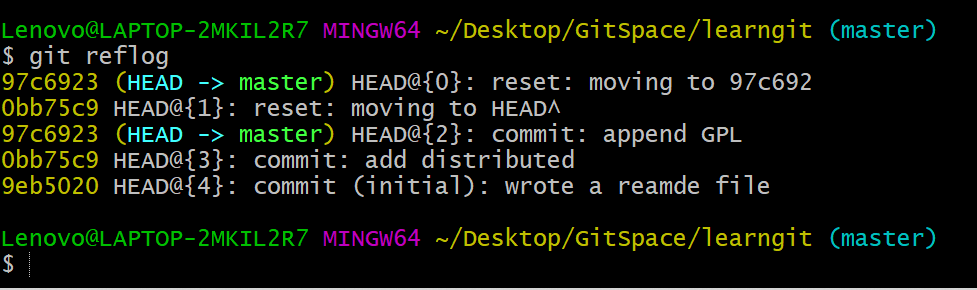 Lenovo@LAPTOP-2MKIL2R7 MINGW64 ~/Desktop/GitSpace/learngit (master)
$ git reflog
97c6923 (HEAD -> master) HEAD@{0}: reset: moving to 97c692
0bb75c9 HEAD@{1}: reset: moving to HEAD^
97c6923 (HEAD -> master) HEAD@{2}: commit: append GPL
0bb75c9 HEAD@{3}: commit: add distributed
9eb5020 HEAD@{4}: commit (initial): wrote a reamde file
Lenovo@LAPTOP-2MKIL2R7 MINGW64 ~/Desktop/GitSpace/learngit (master)
$